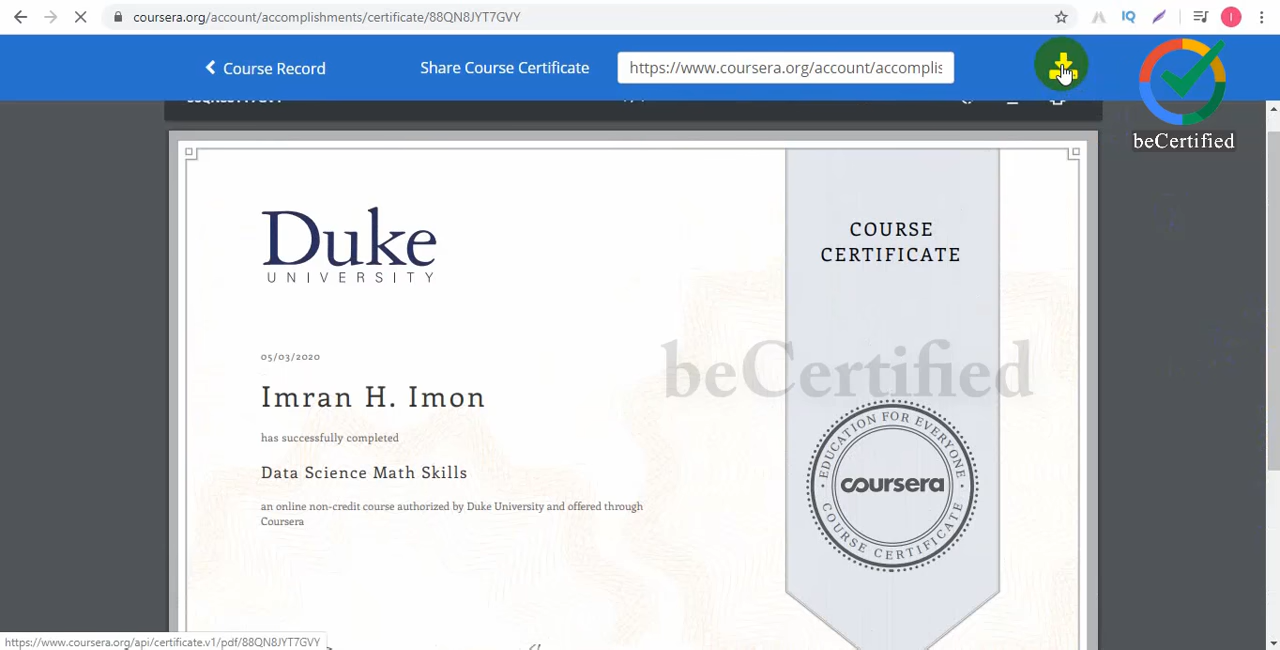 coursera.org/account/accomplishments/certificate/88QN8JYT7GVY
IQ
I
Course Record
Share Course Certificate
https://www.coursera.org/account/accomplis
beCertified
Duke
UNIVERSITY
COURSE
CERTIFICATE
05/03/2020
Imran H. Imon
has successfully completed
Data Science Math Skills
an online non-credit course authorized by Duke University and offered through
Coursera
beCertified
EDUCATION FOR EVERYONE
coursera
COURSE CERTIFICATE
https://www.coursera.org/api/certificate.v1/pdf/88QN8JYT7GVY